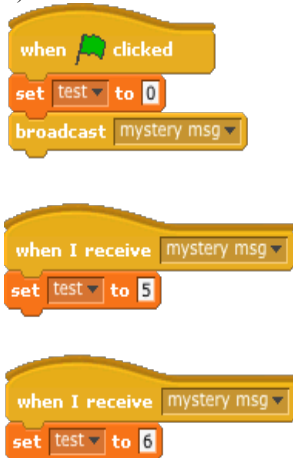 when clicked
set test to 0
broadcast mystery msg
when I receive mystery msg
set test to 5
when I receive mystery msg
set test to 6